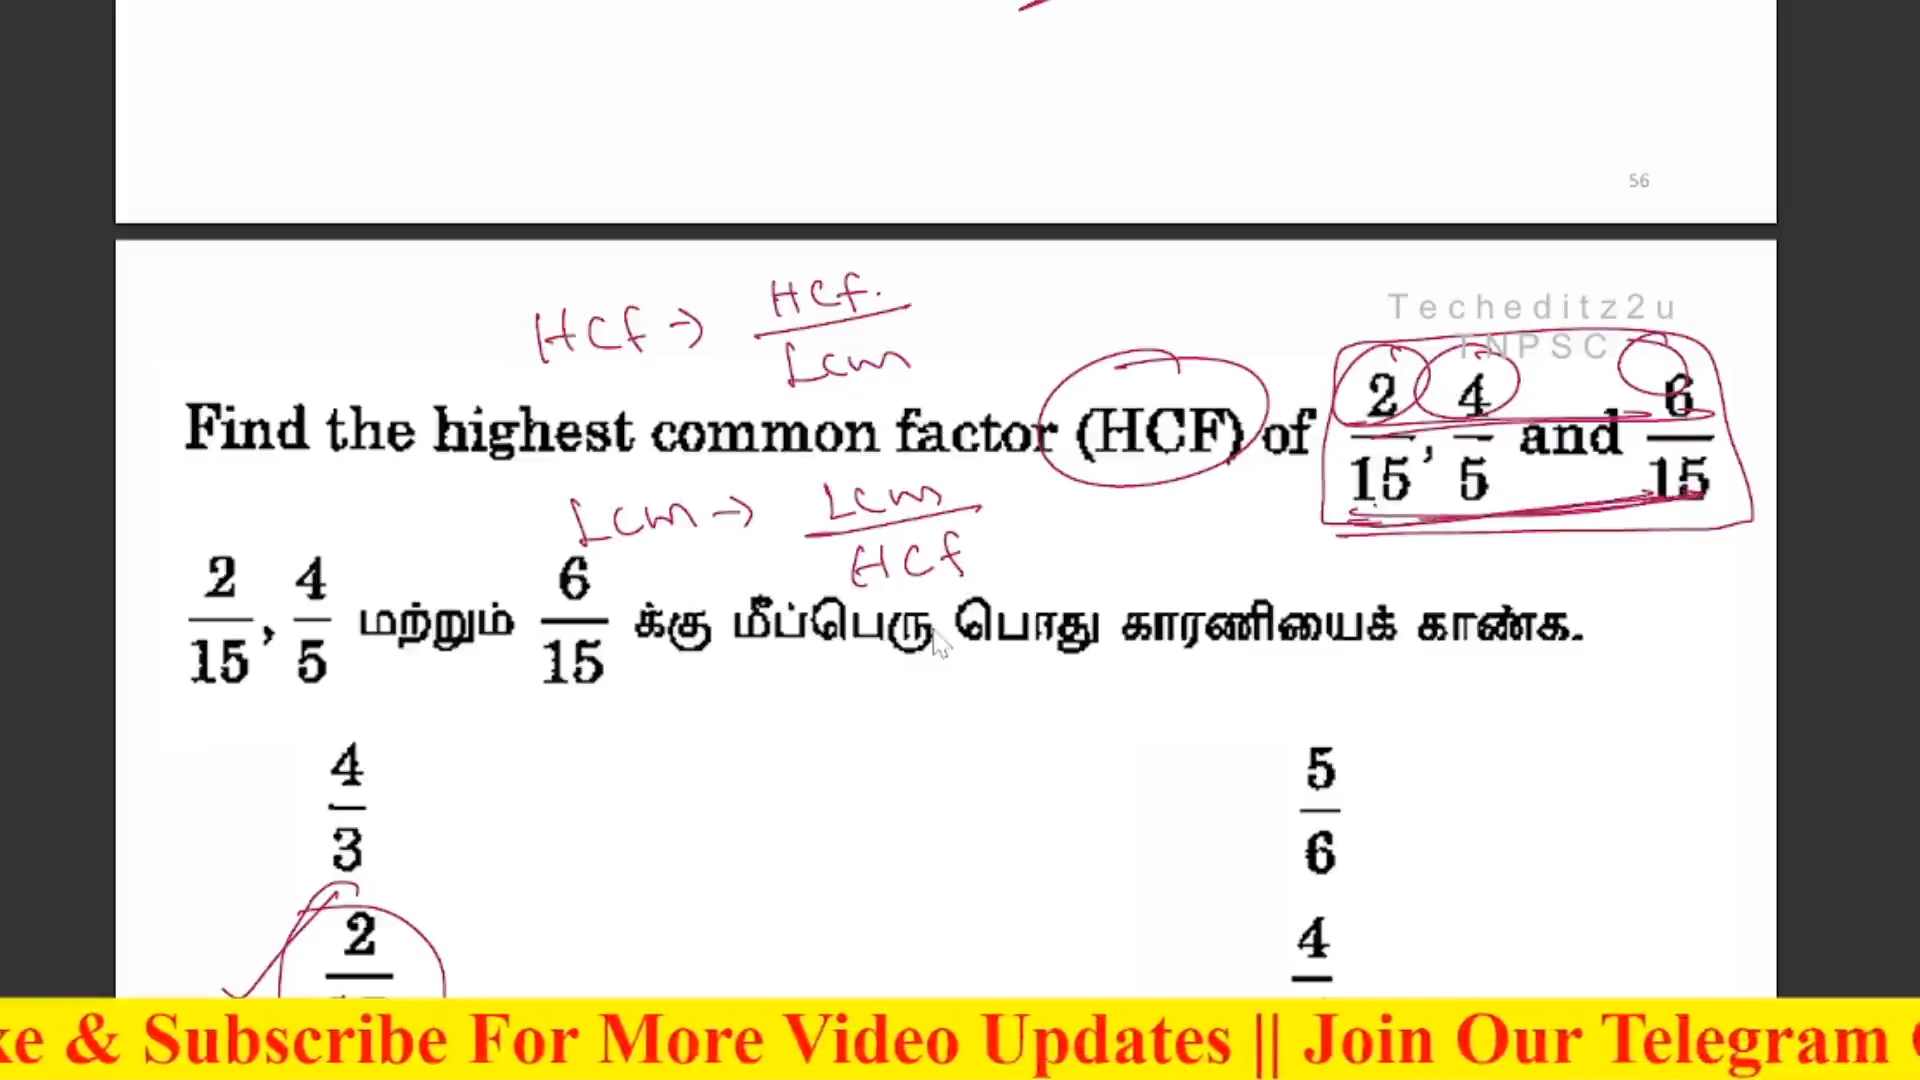 56
Techeditz2u
TNPSC
HCf → HCf. / Lcm
Find the highest common factor (HCF) of 2/15, 4/5 and 6/15
Lcm → Lcm / HCf
2/15, 4/5 மற்றும் 6/15 க்கு மீப்பெரு பொது காரணியைக் காண்க.
4/3 5/6
2 4
ke & Subscribe For More Video Updates || Join Our Telegram